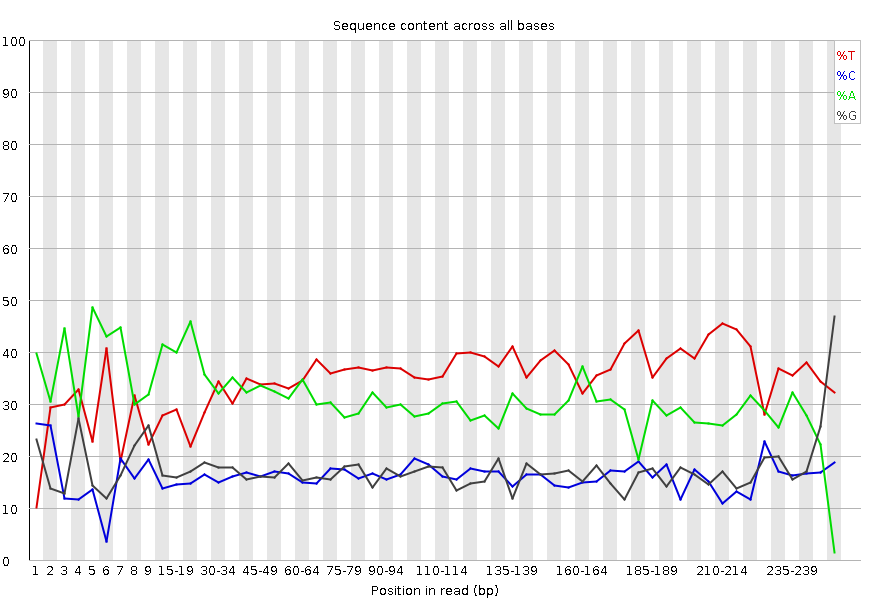 Sequence content across all bases
100
90
80
70
60
50
40
30
20
10
0
%T
%C
%A
%G
1 2 3 4 5 6 7 8 9 15-19 30-34 45-49 60-64 75-79 90-94 110-114 135-139 160-164 185-189 210-214 235-239
Position in read (bp)